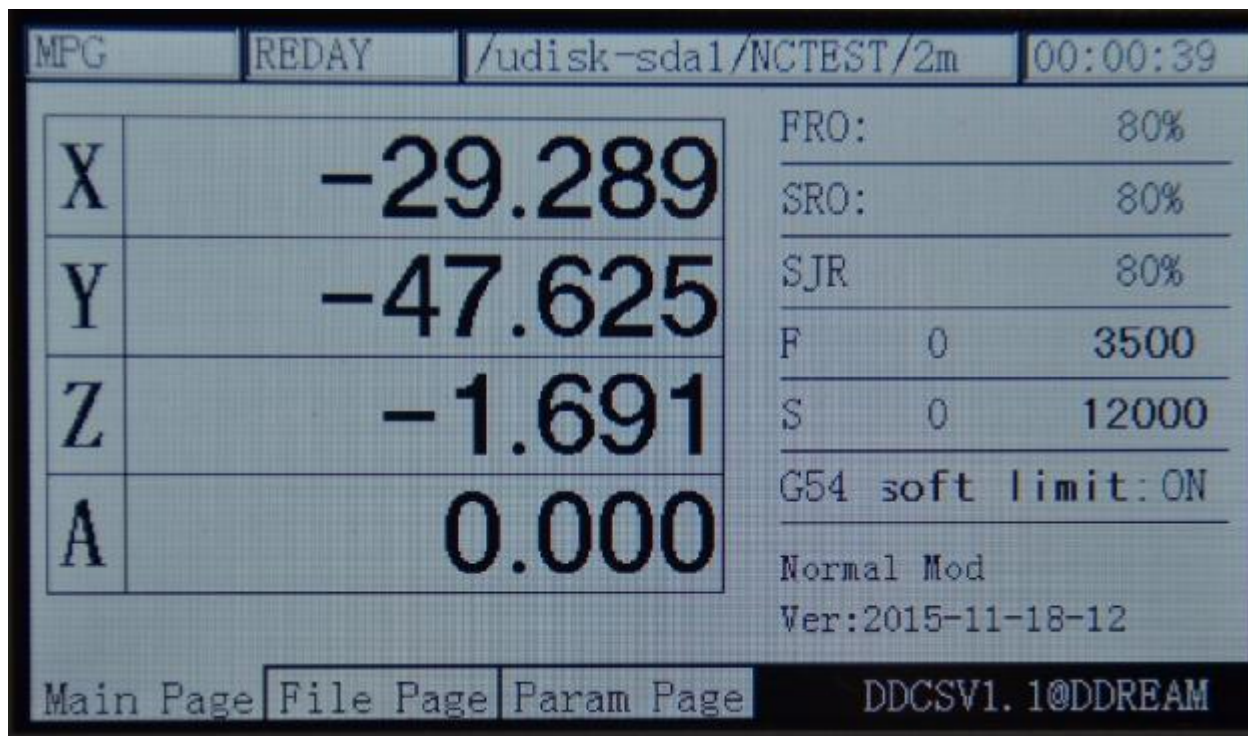 MPG REDAY /udisk-sda1/NCTEST/2m 00:00:39
X -29.289
Y -47.625
Z -1.691
A 0.000
FRO: 80%
SRO: 80%
SJR 80%
F 0 3500
S 0 12000
G54 soft limit:ON
Normal Mod
Ver:2015-11-18-12
Main Page File Page Param Page DDCSV1.1@DDREAM